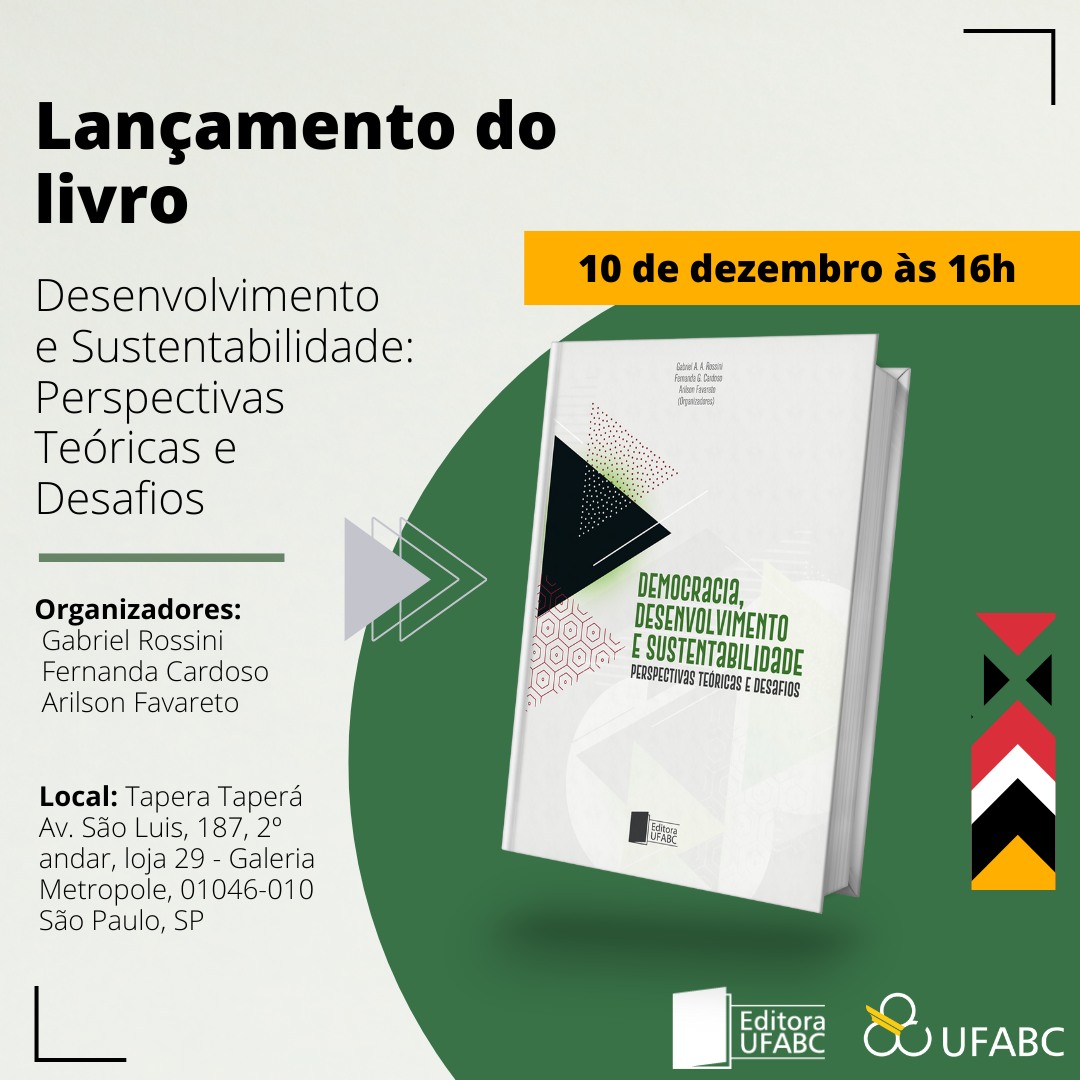 Lançamento do
livro
10 de dezembro às 16h
Desenvolvimento
e Sustentabilidade:
Perspectivas
Teóricas e
Desafios
Organizadores:
Gabriel Rossini
Fernanda Cardoso
Arilson Favareto
Local: Tapera Taperá
Av. São Luis, 187, 2º
andar, loja 29 - Galeria
Metropole, 01046-010
São Paulo, SP
Gabriel A. A. Rossini
Fernanda G. Cardoso
Arilson Favareto
(Organizadores)
DEMOCRACIA,
DESENVOLVIMENTO
E SUSTENTABILIDADE
PERSPECTIVAS TEÓRICAS E DESAFIOS
Editora
UFABC
Editora
UFABC
UFABC